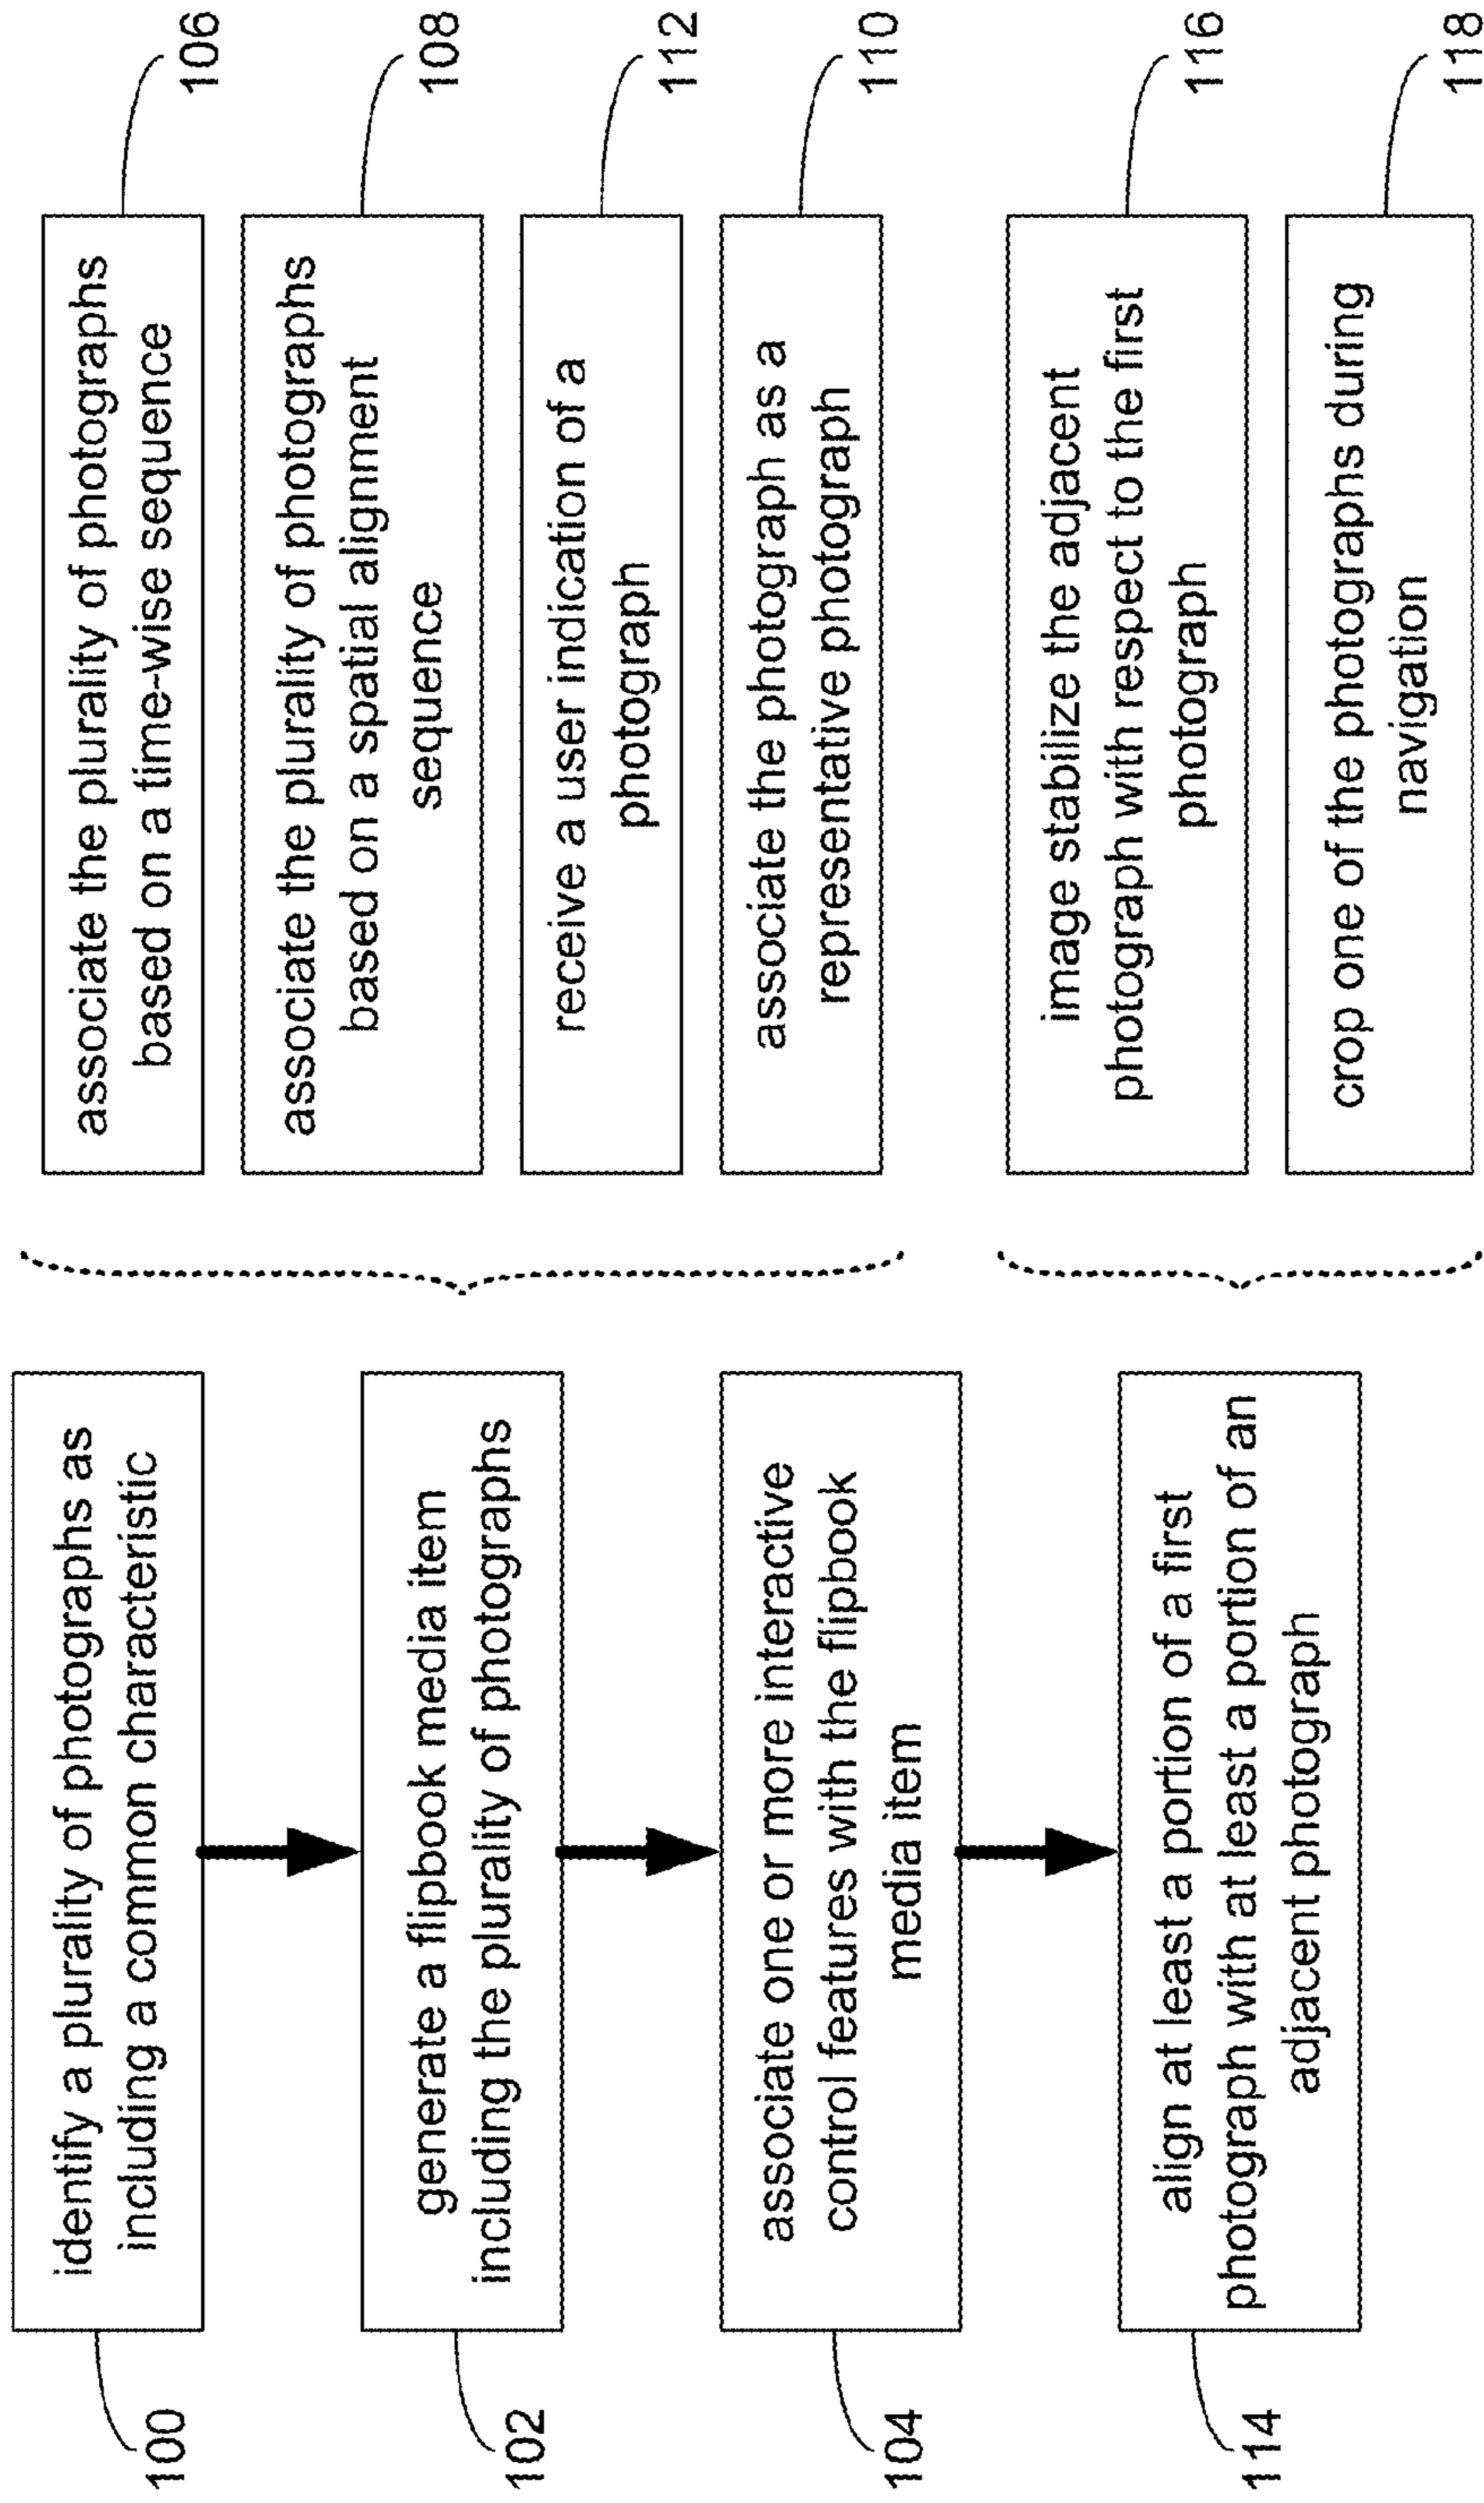 100
identify a plurality of photographs as
including a common characteristic
102
generate a flipbook media item
including the plurality of photographs
104
associate one or more interactive
control features with the flipbook
media item
114
align at least a portion of a first
photograph with at least a portion of an
adjacent photograph
associate the plurality of photographs
based on a time-wise sequence
106
associate the plurality of photographs
based on a spatial alignment
sequence
108
receive a user indication of a
photograph
112
associate the photograph as a
representative photograph
110
image stabilize the adjacent
photograph with respect to the first
photograph
116
crop one of the photographs during
navigation
118